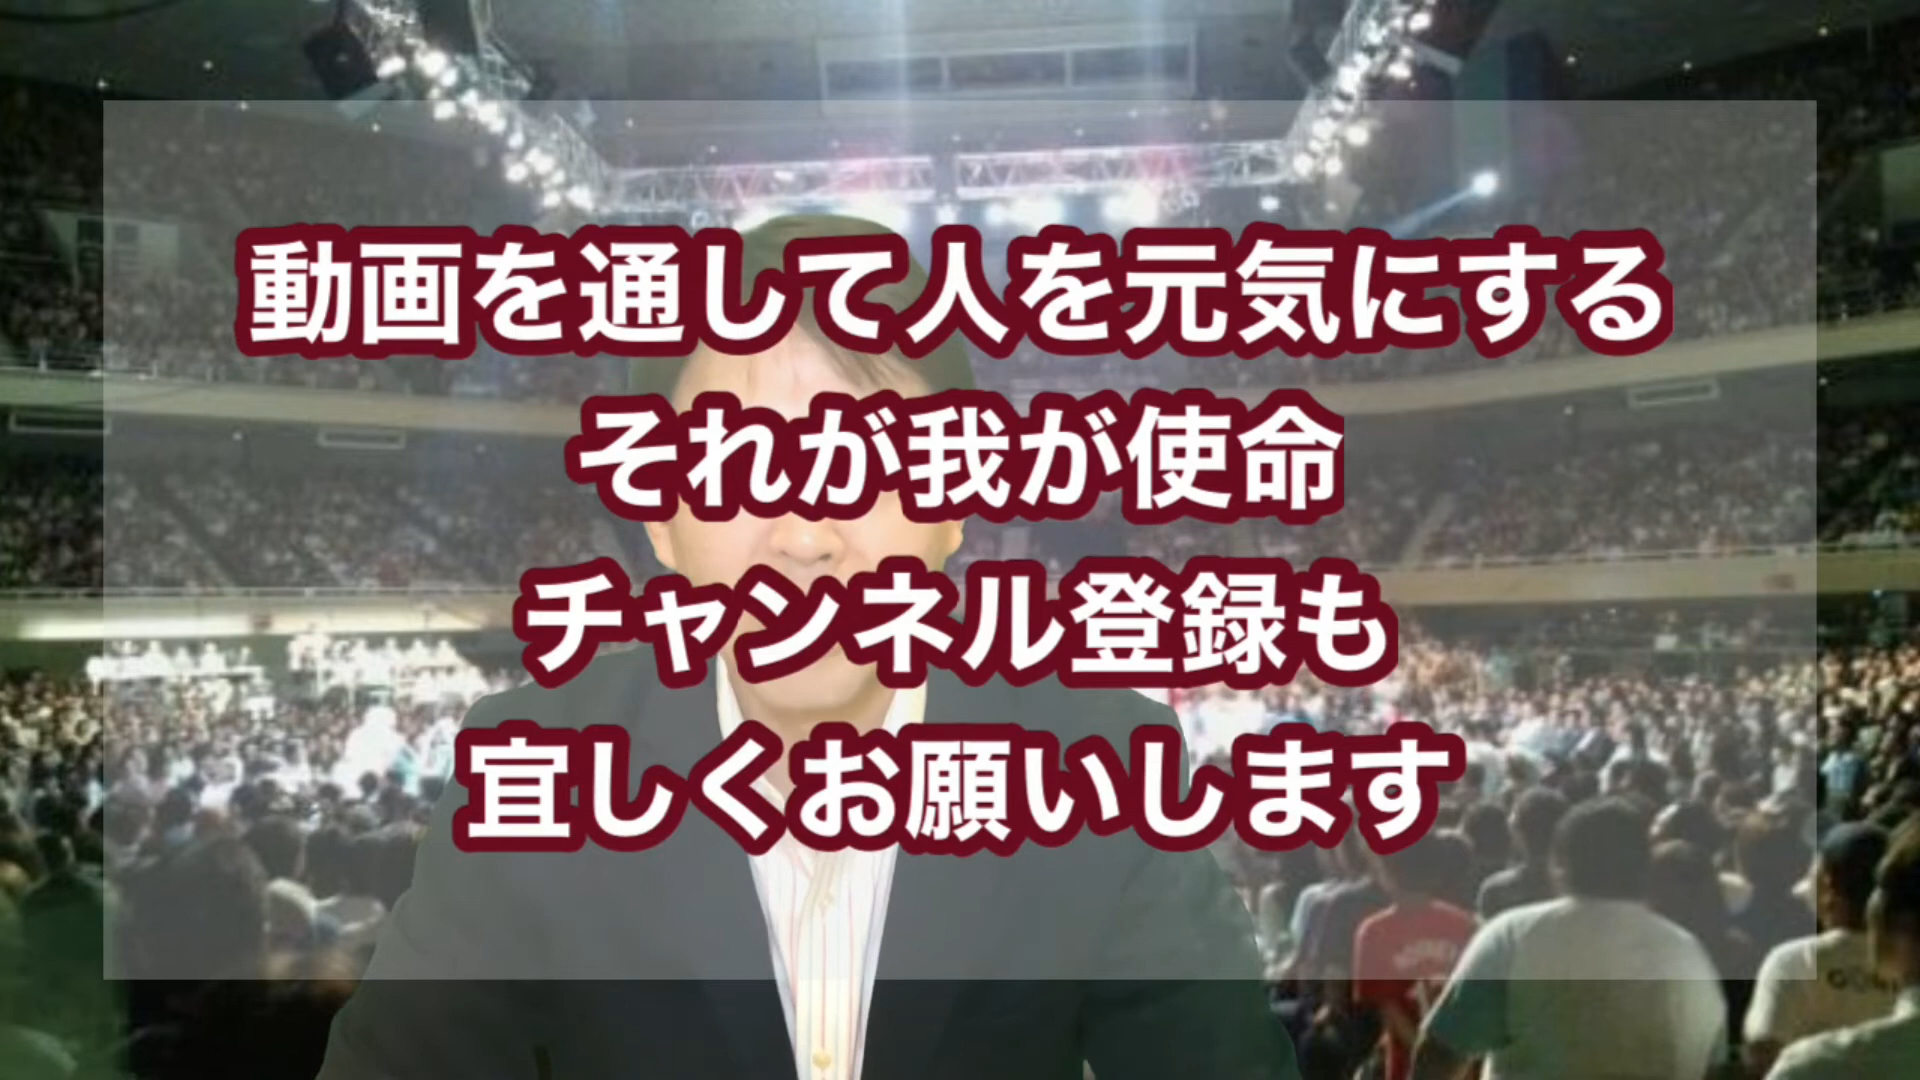 動画を通して人を元気にする
それが我が使命
チャンネル登録も
宜しくお願いします